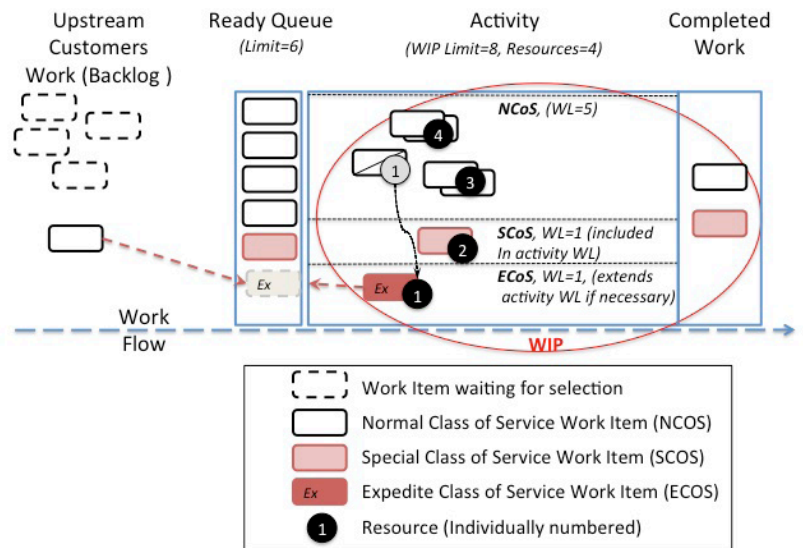 Upstream
Customers
Work (Backlog )
Ready Queue
(Limit=6)
Activity
(WIP Limit=8, Resources=4)
Completed
Work
NCoS, (WL=5)
4
1
3
SCoS, WL=1 (included
In activity WL)
2
Ex
Ex
1
ECoS, WL=1, (extends
activity WL if necessary)
Work
Flow
WIP
Work Item waiting for selection
Normal Class of Service Work Item (NCOS)
Special Class of Service Work Item (SCOS)
Ex
Expedite Class of Service Work Item (ECOS)
1
Resource (Individually numbered)